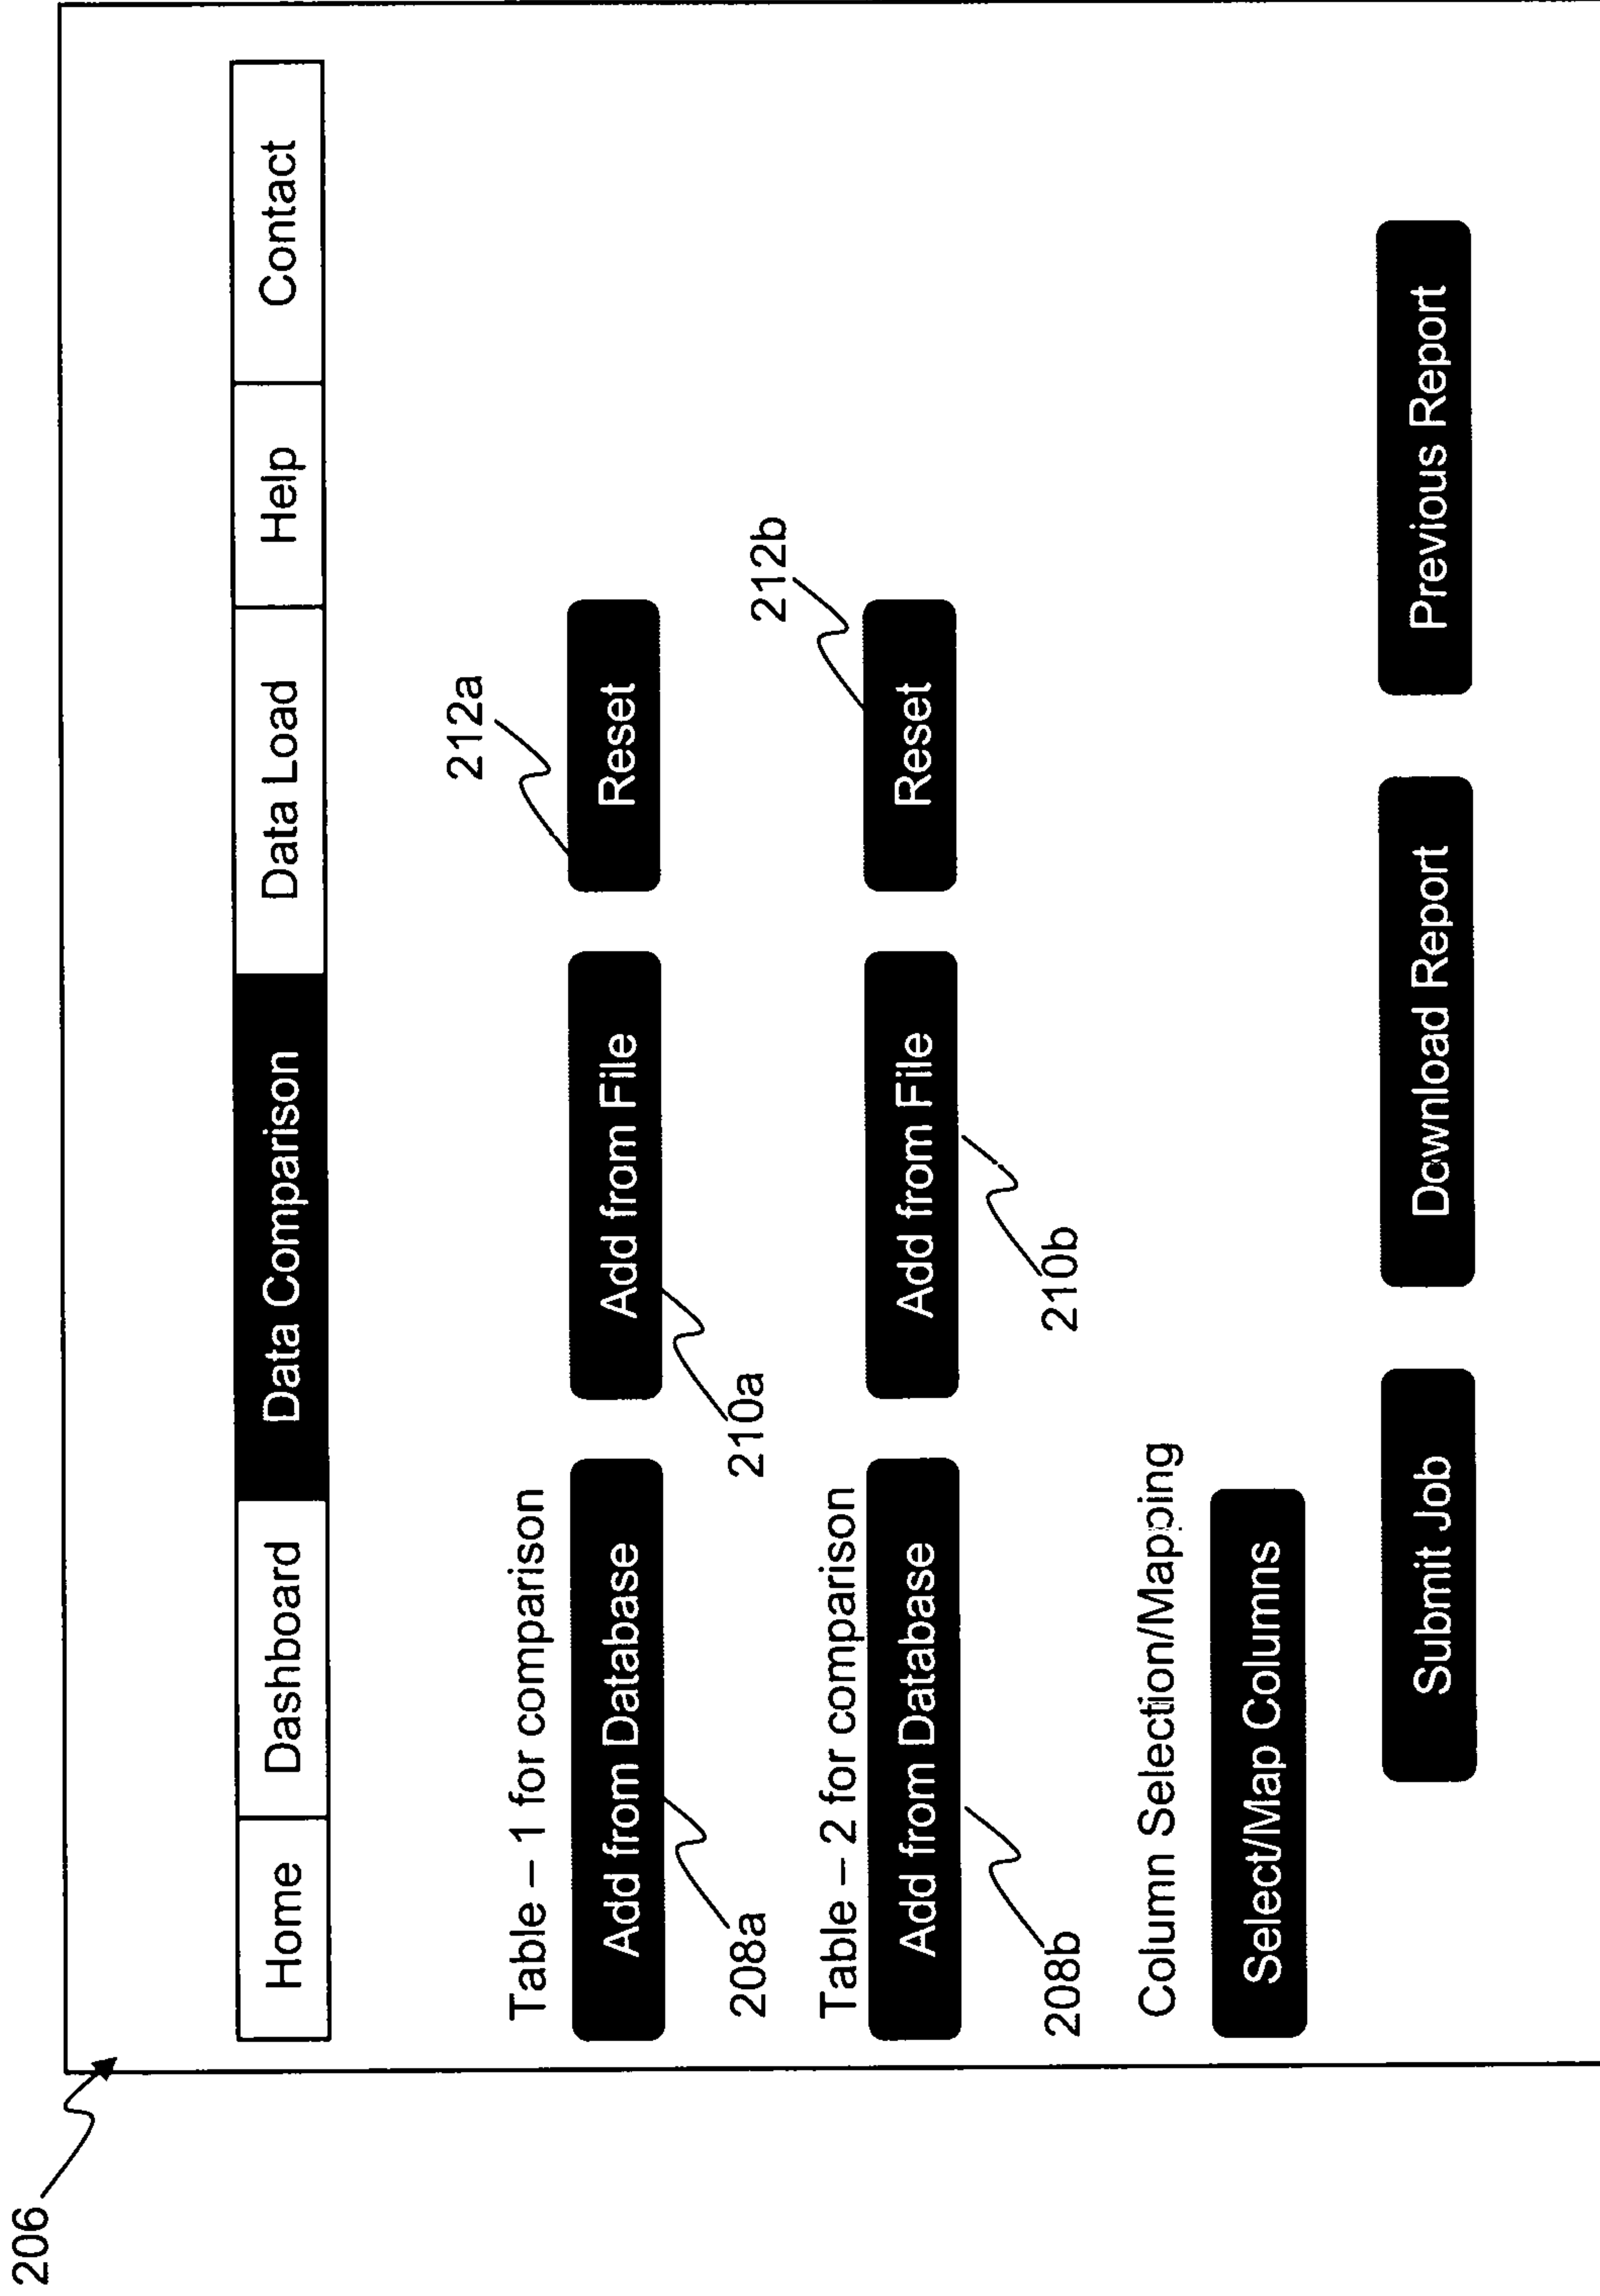 206
Home Dashboard Data Comparison Data Load Help Contact
212a
Table – 1 for comparison
Add from Database Add from File Reset
208a 210a
212b
Table – 2 for comparison
Add from Database Add from File Reset
208b 210b
Column Selection/Mapping
Select/Map Columns
Submit Job Download Report Previous Report